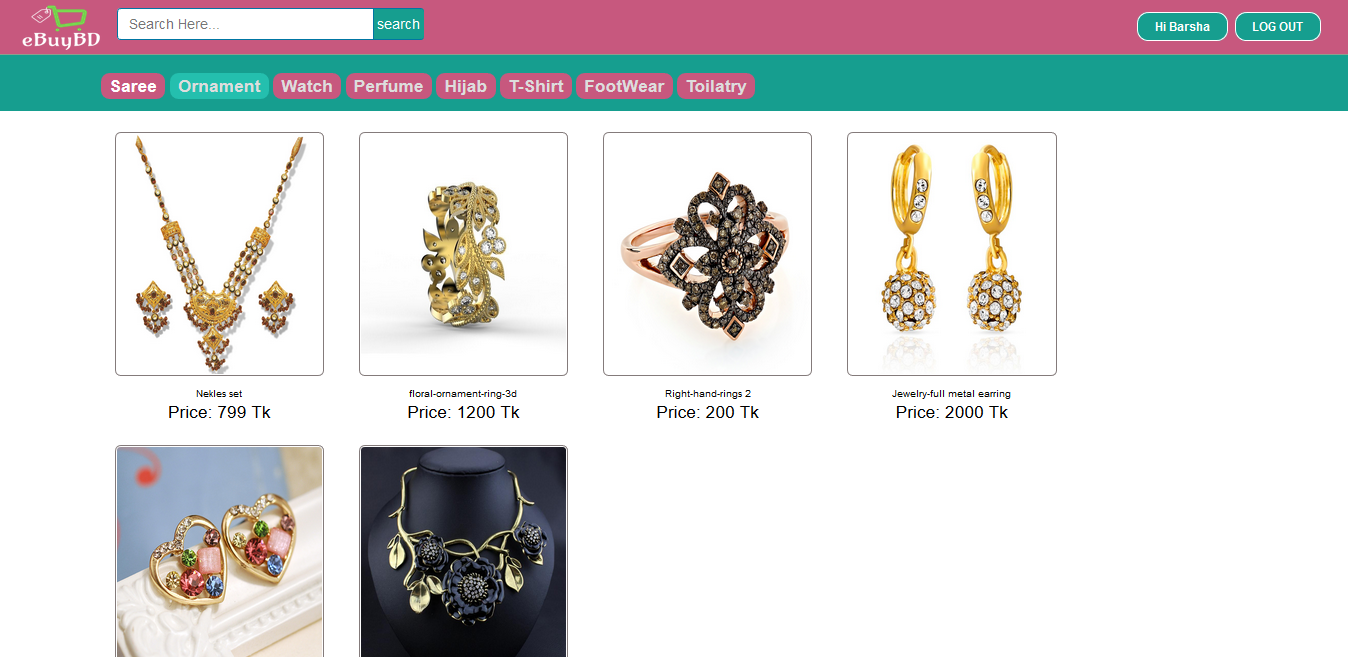 eBuyBD
Search Here...
search
Hi Barsha
LOG OUT
Saree
Ornament
Watch
Perfume
Hijab
T-Shirt
FootWear
Toilatry
Nekles set
Price: 799 Tk
floral-ornament-ring-3d
Price: 1200 Tk
Right-hand-rings 2
Price: 200 Tk
Jewelry-full metal earring
Price: 2000 Tk